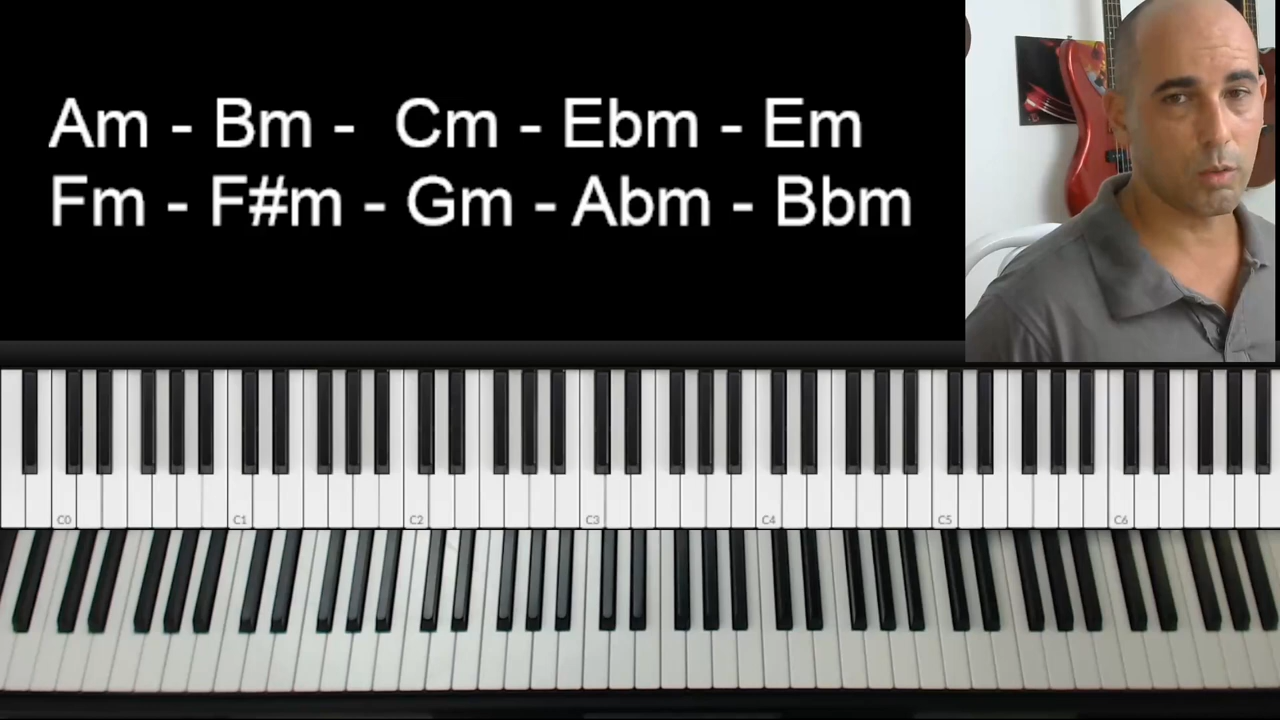 Am - Bm - Cm - Ebm - Em
Fm - F#m - Gm - Abm - Bbm
C0 C1 C2 C3 C4 C5 C6